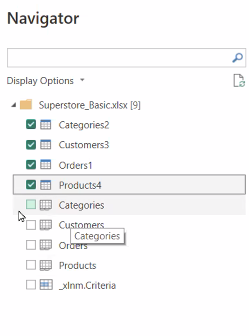 Navigator
Display Options
Superstore_Basic.xlsx [9]
Categories2
Customers3
Orders1
Products4
Categories
Customers
Categories
Orders
Products
_xlnm.Criteria